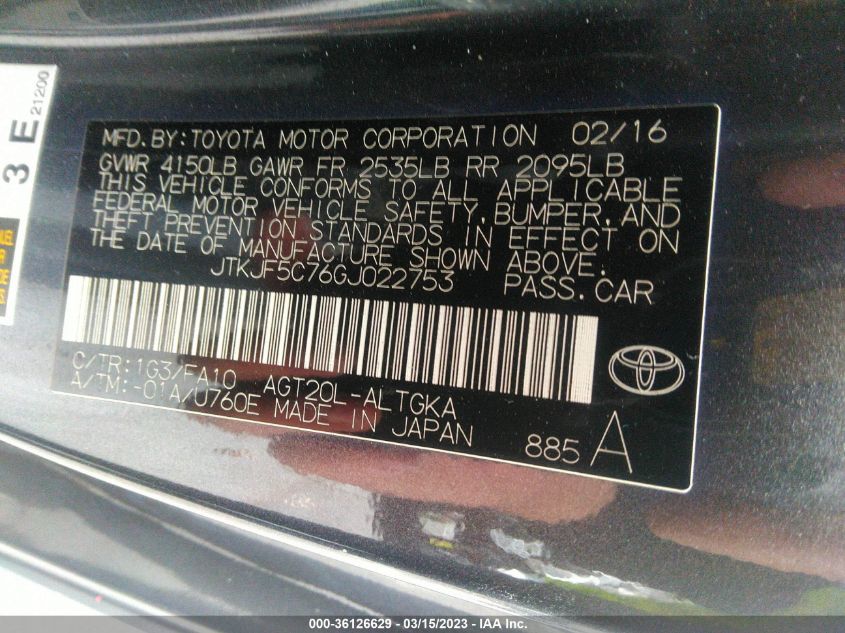 3 E
21200
MFD.BY:TOYOTA MOTOR CORPORATION 02/16
GVWR 4150LB GAWR FR 2535LB RR 2095LB
THIS VEHICLE CONFORMS TO ALL APPLICABLE
FEDERAL MOTOR VEHICLE SAFETY,BUMPER,AND
THEFT PREVENTION STANDARDS IN EFFECT ON
THE DATE OF MANUFACTURE SHOWN ABOVE.
JTKJF5C76GJ022753 PASS.CAR
C/TR:1G3/FA10 AGT20L-ALTGKA
A/TM:-01A/U760E MADE IN JAPAN
885 A
000-36126629 - 03/15/2023 - IAA Inc.